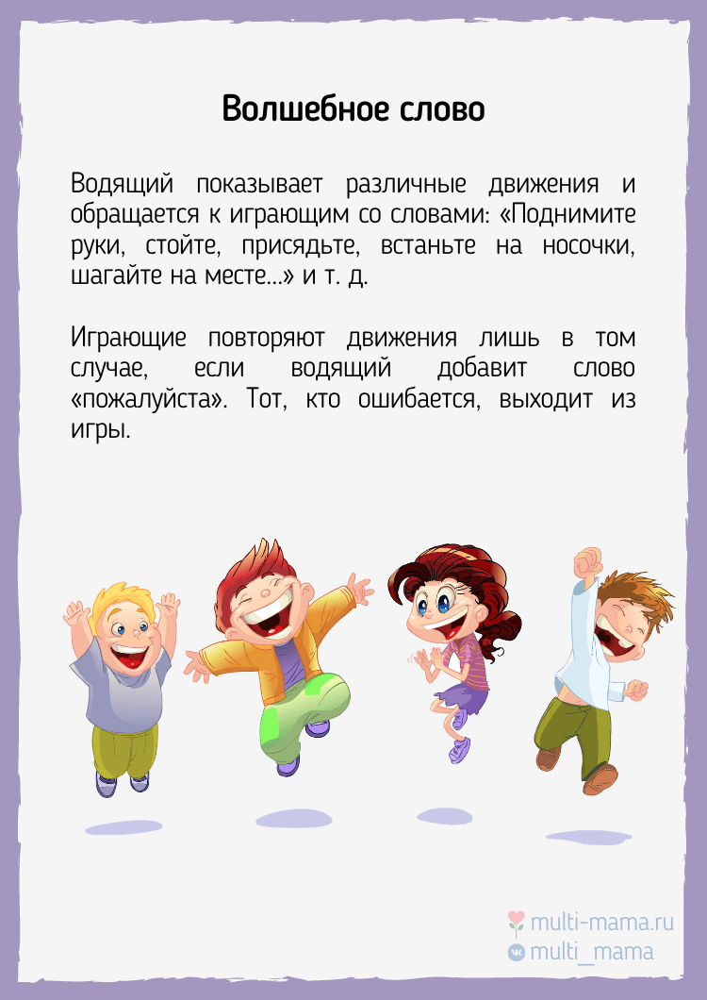 Волшебное слово
Водящий показывает различные движения и
обращается к играющим со словами: «Поднимите
руки, стойте, присядьте, встаньте на носочки,
шагайте на месте...» и т. д.
Играющие повторяют движения лишь в том
случае, если водящий добавит слово
«пожалуйста». Тот, кто ошибается, выходит из
игры.
multi-mama.ru
multi_mama